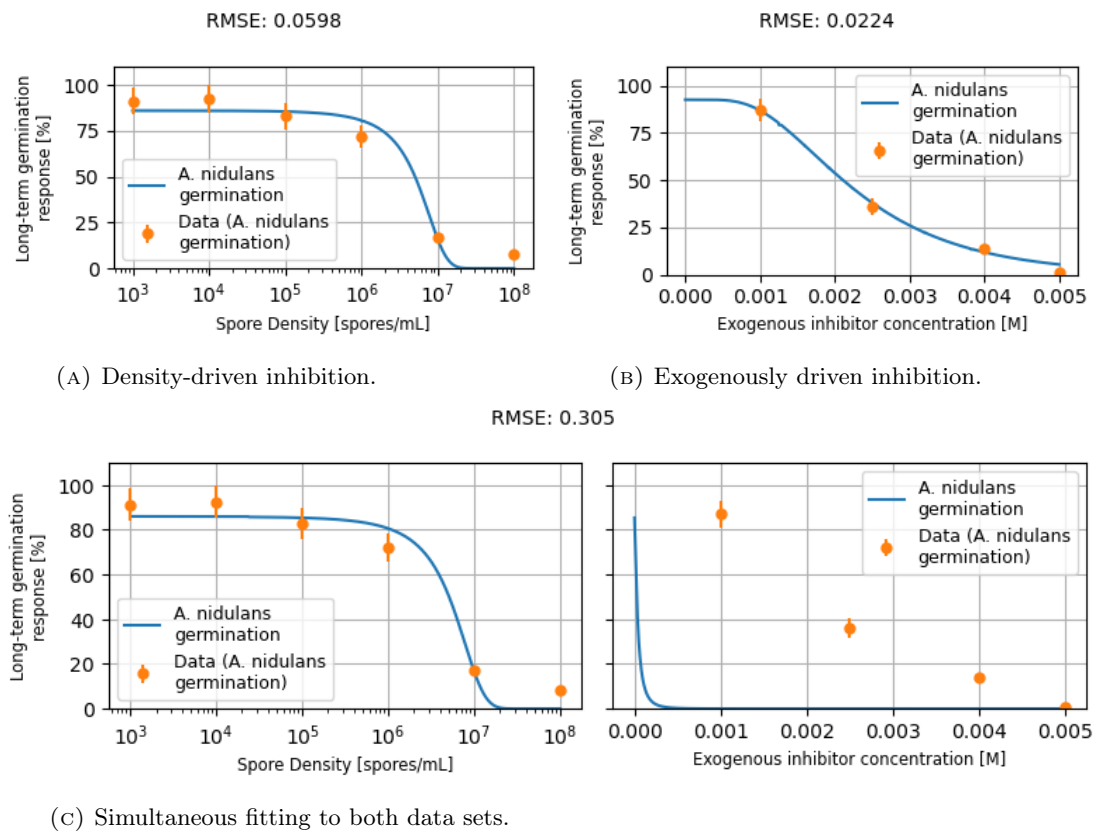 RMSE: 0.0598
RMSE: 0.0224
Long-term germination
response [%]
100
75
50
25
0
A. nidulans
germination
Data (A. nidulans
germination)
10³
10⁴
10⁵
10⁶
10⁷
10⁸
Spore Density [spores/mL]
Long-term germination
response [%]
100
75
50
25
0
A. nidulans
germination
Data (A. nidulans
germination)
0.000
0.001
0.002
0.003
0.004
0.005
Exogenous inhibitor concentration [M]
(A) Density-driven inhibition.
(B) Exogenously driven inhibition.
RMSE: 0.305
Long-term germination
response [%]
100
80
60
40
20
0
A. nidulans
germination
Data (A. nidulans
germination)
10³
10⁴
10⁵
10⁶
10⁷
10⁸
Spore Density [spores/mL]
A. nidulans
germination
Data (A. nidulans
germination)
0.000
0.001
0.002
0.003
0.004
0.005
Exogenous inhibitor concentration [M]
(C) Simultaneous fitting to both data sets.